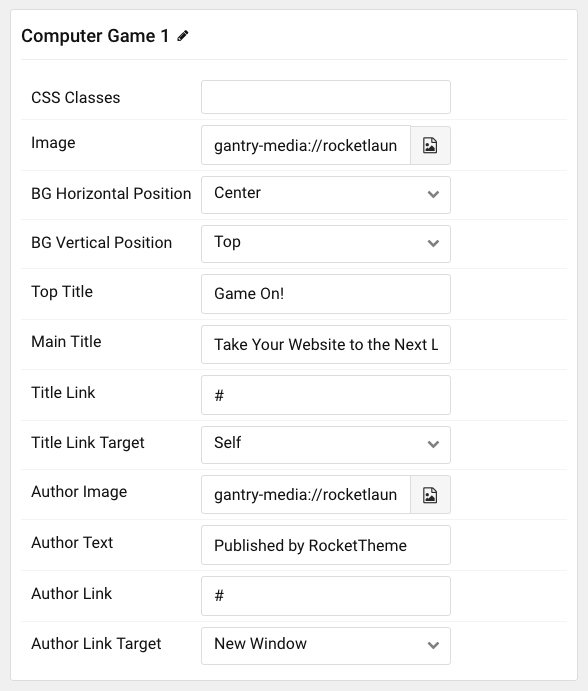 Computer Game 1
CSS Classes
Image gantry-media://rocketlaun
BG Horizontal Position Center
BG Vertical Position Top
Top Title Game On!
Main Title Take Your Website to the Next L
Title Link #
Title Link Target Self
Author Image gantry-media://rocketlaun
Author Text Published by RocketTheme
Author Link #
Author Link Target New Window